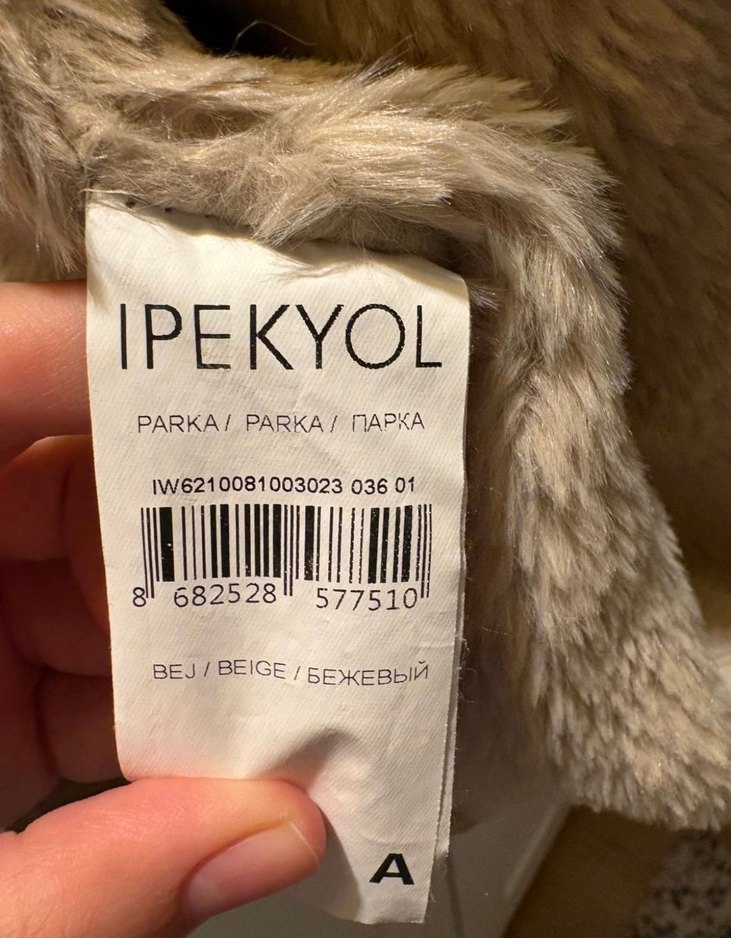 IPEKYOL
PARKA / PARKA / ПАРКА
IW6210081003023 036 01
8 682528 577510
BEJ / BEIGE / БЕЖЕВЫЙ
A